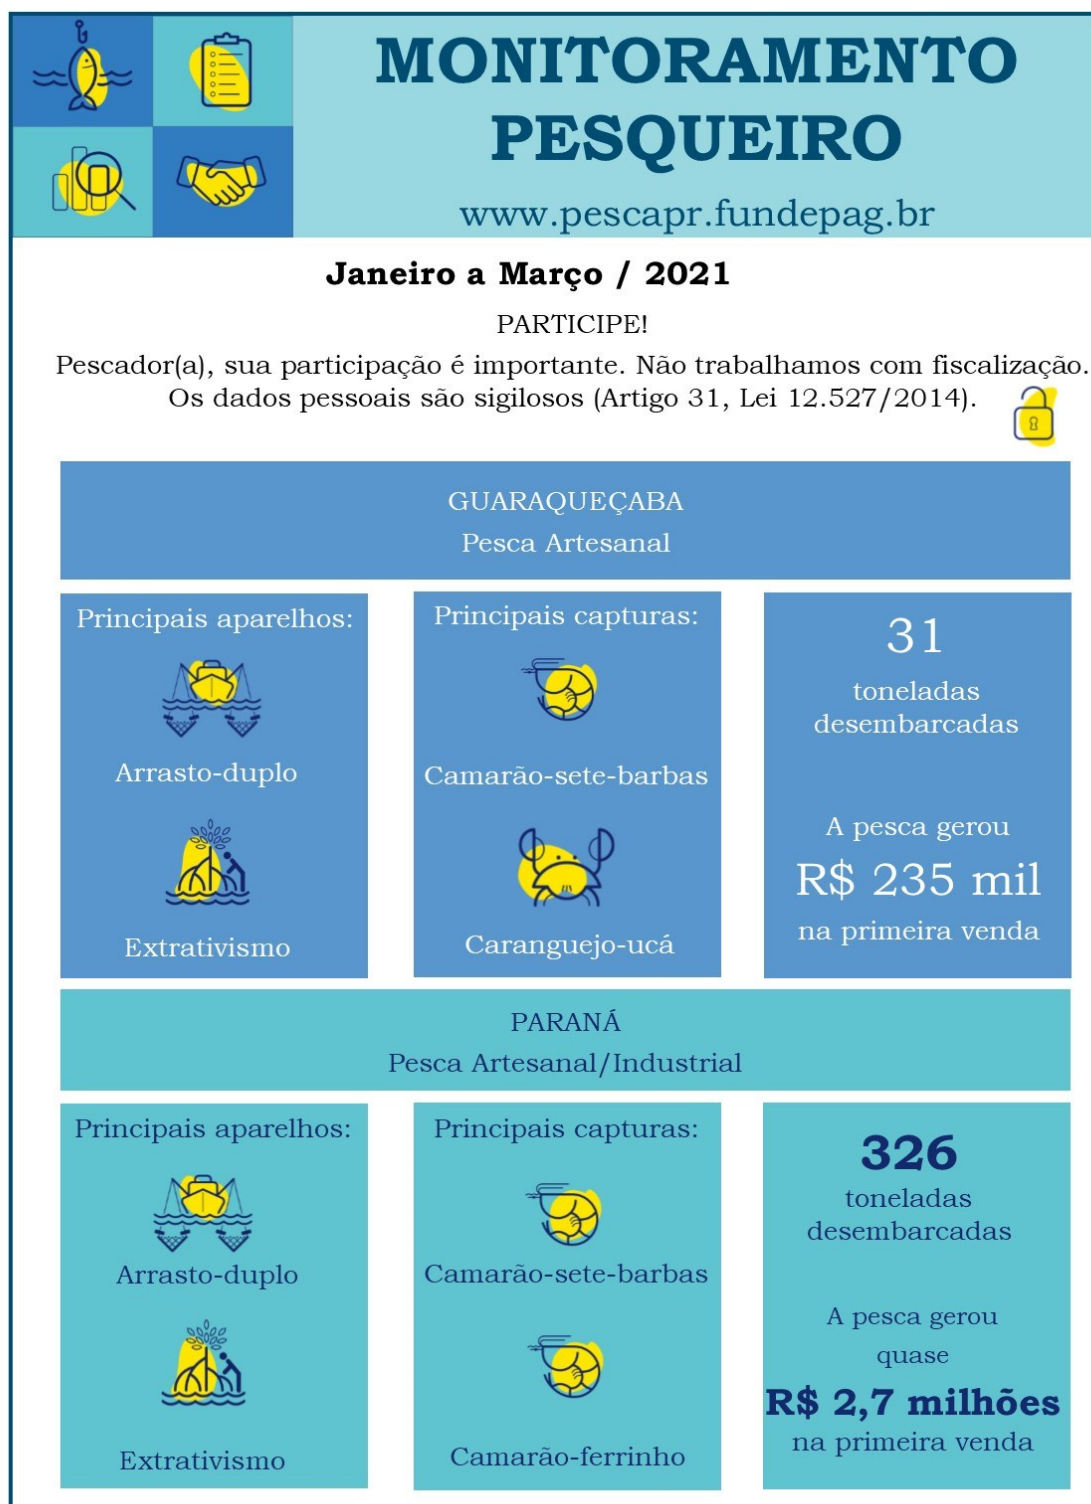 MONITORAMENTO
PESQUEIRO
www.pescapr.fundepag.br
Janeiro a Março / 2021
PARTICIPE!
Pescador(a), sua participação é importante. Não trabalhamos com fiscalização.
Os dados pessoais são sigilosos (Artigo 31, Lei 12.527/2014).
GUARAQUEÇABA
Pesca Artesanal
Principais aparelhos:
Arrasto-duplo
Extrativismo
Principais capturas:
Camarão-sete-barbas
Caranguejo-uçá
31
toneladas
desembarcadas
A pesca gerou
R$ 235 mil
na primeira venda
PARANÁ
Pesca Artesanal/Industrial
Principais aparelhos:
Arrasto-duplo
Extrativismo
Principais capturas:
Camarão-sete-barbas
Camarão-ferrinho
326
toneladas
desembarcadas
A pesca gerou
quase
R$ 2,7 milhões
na primeira venda